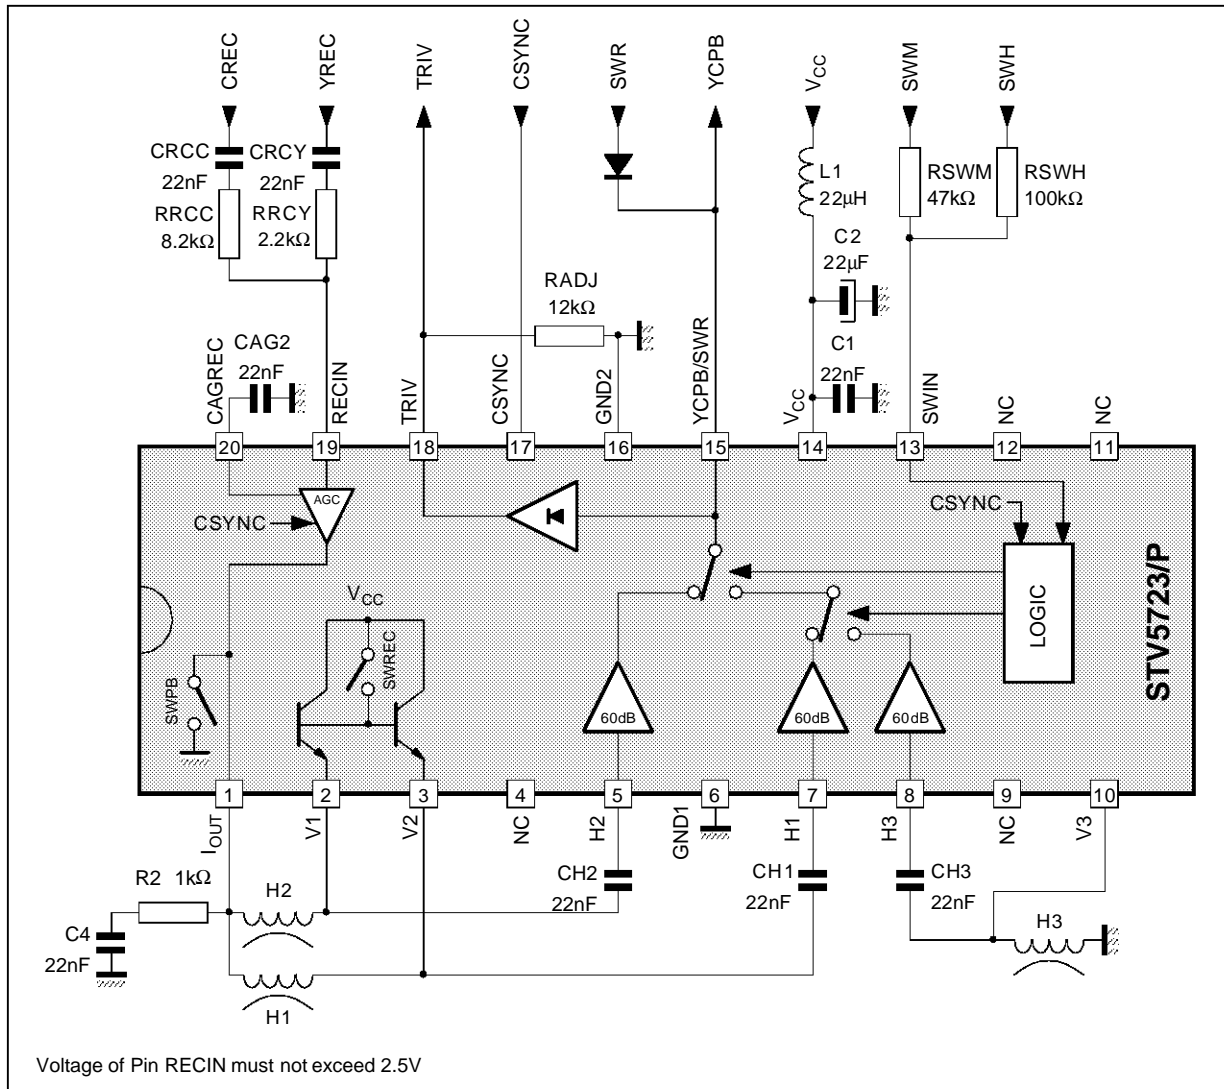 CREC
YREC
TRIV
CSYNC
SWR
YCPB
VCC
SWM
SWH
CRCC
22nF
CRCY
22nF
RRCC
8.2kΩ
RRCY
2.2kΩ
L1
22µH
RSWM
47kΩ
RSWH
100kΩ
C2
22µF
RADJ
12kΩ
C1
22nF
CAG2
22nF
CAGREC
RECIN
TRIV
CSYNC
GND2
YCPB/SWR
VCC
SWIN
NC
NC
20
19
18
17
16
15
14
13
12
11
AGC
CSYNC
CSYNC
LOGIC
STV5723/P
VCC
SWREC
SWPB
60dB
60dB
60dB
1
2
3
4
5
6
7
8
9
10
IOUT
V1
V2
NC
H2
GND1
H1
H3
NC
V3
R2 1kΩ
H2
CH2
22nF
CH1
22nF
CH3
22nF
H3
C4
22nF
H1
Voltage of Pin RECIN must not exceed 2.5V